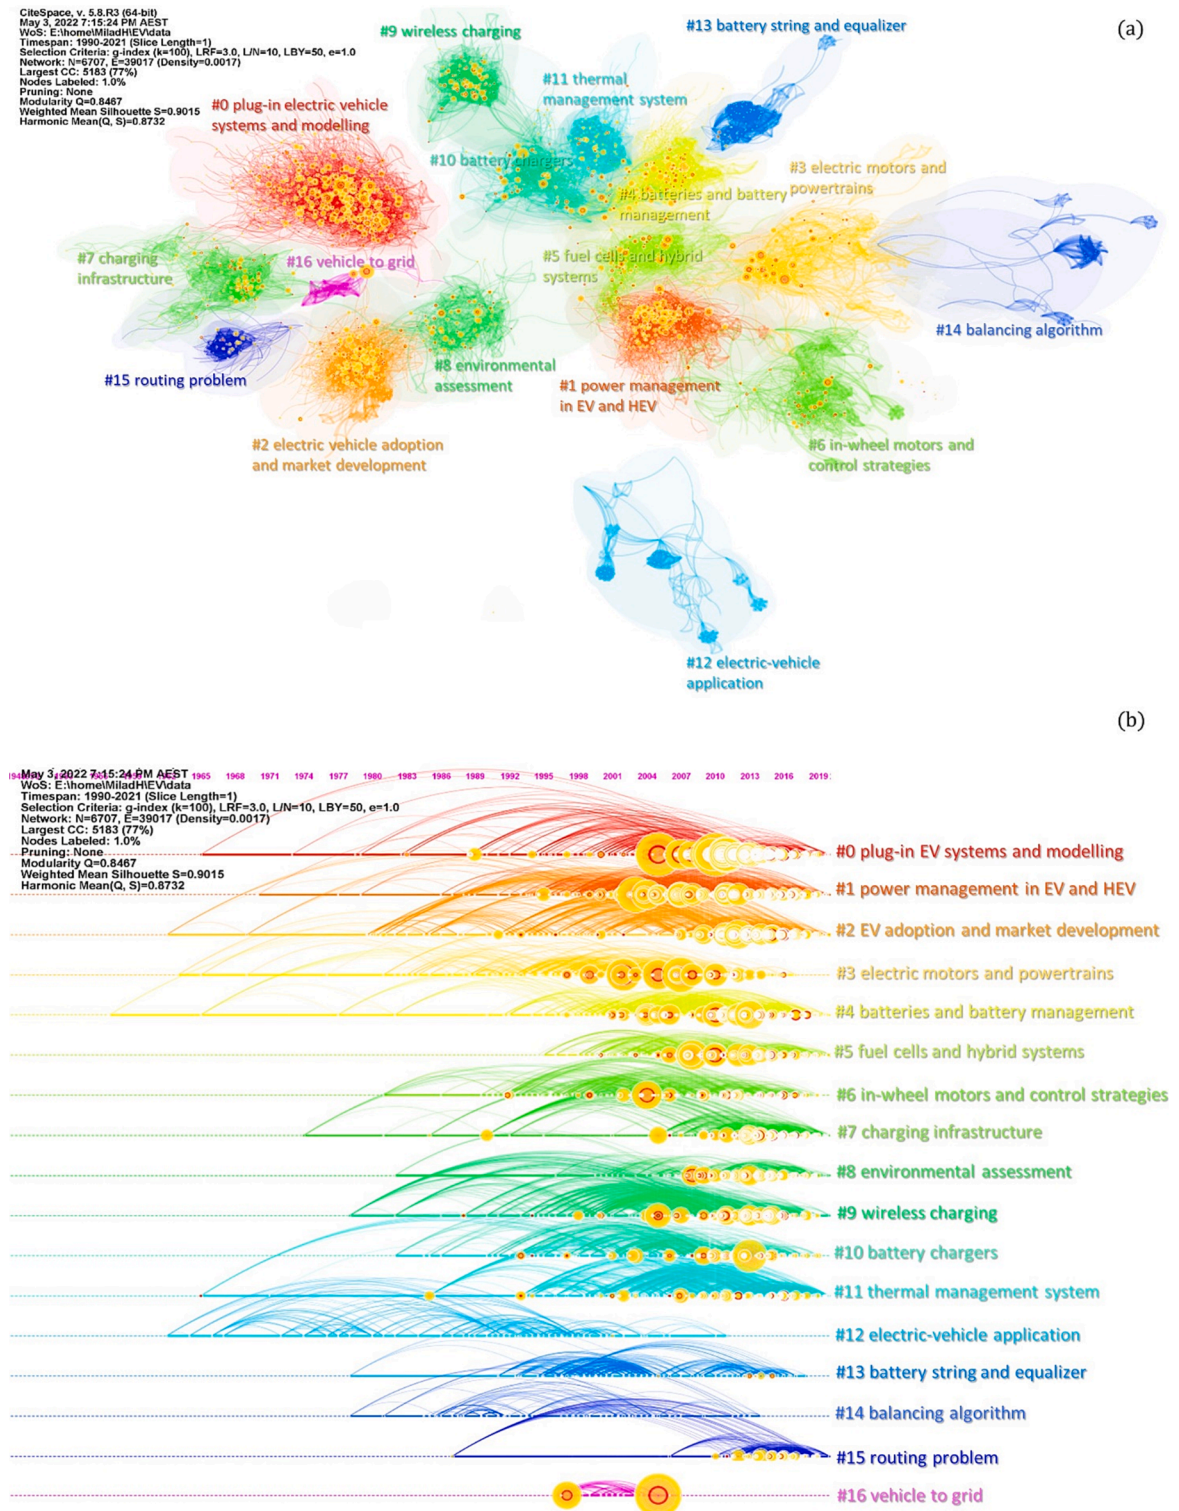 CiteSpace, v. 5.8.R3 (64-bit)
May 3, 2022 7:15:24 PM AEST
WoS: E:\home\MiladH\EV\data
Timespan: 1990-2021 (Slice Length=1)
Selection Criteria: g-index (k=100), LRF=3.0, L/N=10, LBY=50, e=1.0
Network: N=6707, E=39017 (Density=0.0017)
Largest CC: 5183 (77%)
Nodes Labeled: 1.0%
Pruning: None
Modularity Q=0.8467
Weighted Mean Silhouette S=0.9015
Harmonic Mean(Q, S)=0.8732
(a)
#9 wireless charging
#13 battery string and equalizer
#11 thermal
management system
#0 plug-in electric vehicle
systems and modelling
#10 battery chargers
#3 electric motors and
powertrains
#4 batteries and battery
management
#7 charging
infrastructure
#16 vehicle to grid
#5 fuel cells and hybrid
systems
#14 balancing algorithm
#15 routing problem
#8 environmental
assessment
#1 power management
in EV and HEV
#2 electric vehicle adoption
and market development
#6 in-wheel motors and
control strategies
#12 electric-vehicle
application
(b)
1965 1968 1971 1974 1977 1980 1983 1986 1989 1992 1995 1998 2001 2004 2007 2010 2013 2016 2019
May 3, 2022 7:15:24 PM AEST
WoS: E:\home\MiladH\EV\data
Timespan: 1990-2021 (Slice Length=1)
Selection Criteria: g-index (k=100), LRF=3.0, L/N=10, LBY=50, e=1.0
Network: N=6707, E=39017 (Density=0.0017)
Largest CC: 5183 (77%)
Nodes Labeled: 1.0%
Pruning: None
Modularity Q=0.8467
Weighted Mean Silhouette S=0.9015
Harmonic Mean(Q, S)=0.8732
#0 plug-in EV systems and modelling
#1 power management in EV and HEV
#2 EV adoption and market development
#3 electric motors and powertrains
#4 batteries and battery management
#5 fuel cells and hybrid systems
#6 in-wheel motors and control strategies
#7 charging infrastructure
#8 environmental assessment
#9 wireless charging
#10 battery chargers
#11 thermal management system
#12 electric-vehicle application
#13 battery string and equalizer
#14 balancing algorithm
#15 routing problem
#16 vehicle to grid